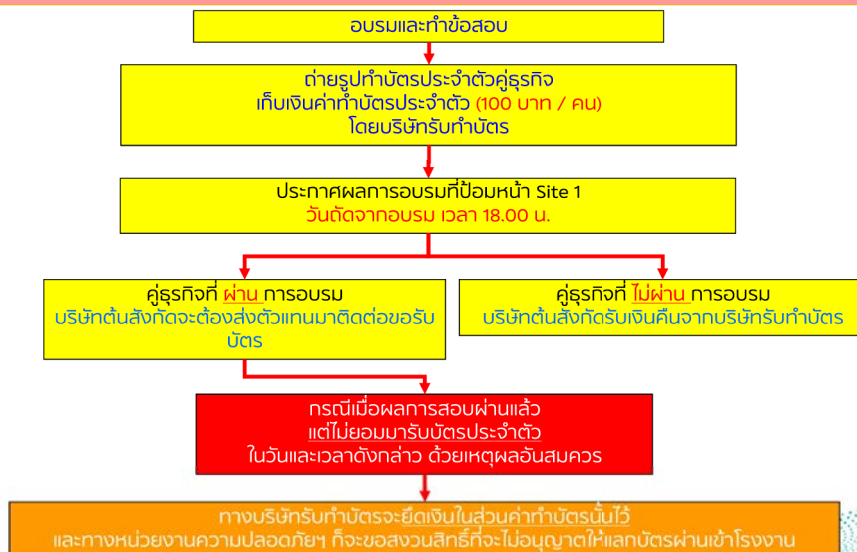 อบรมและทำข้อสอบ
ถ่ายรูปทำบัตรประจำตัวคู่ธุรกิจ
เก็บเงินค่าทำบัตรประจำตัว (100 บาท / คน)
โดยบริษัทรับทำบัตร
ประกาศผลการอบรมที่ป้อมหน้า Site 1
วันถัดจากอบรม เวลา 18.00 น.
คู่ธุรกิจที่ ผ่าน การอบรม
บริษัทต้นสังกัดจะต้องส่งตัวแทนมาติดต่อขอรับ
บัตร
คู่ธุรกิจที่ ไม่ผ่าน การอบรม
บริษัทต้นสังกัดรับเงินคืนจากบริษัทรับทำบัตร
กรณีเมื่อผลการสอบผ่านแล้ว
แต่ไม่ยอมมารับบัตรประจำตัว
ในวันและเวลาดังกล่าว ด้วยเหตุผลอันสมควร
ทางบริษัทรับทำบัตรจะยึดเงินในส่วนค่าทำบัตรนั้นไว้
และทางหน่วยงานความปลอดภัยฯ ก็จะขอสงวนสิทธิ์ที่จะไม่อนุญาตให้แลกบัตรผ่านเข้าโรงงาน